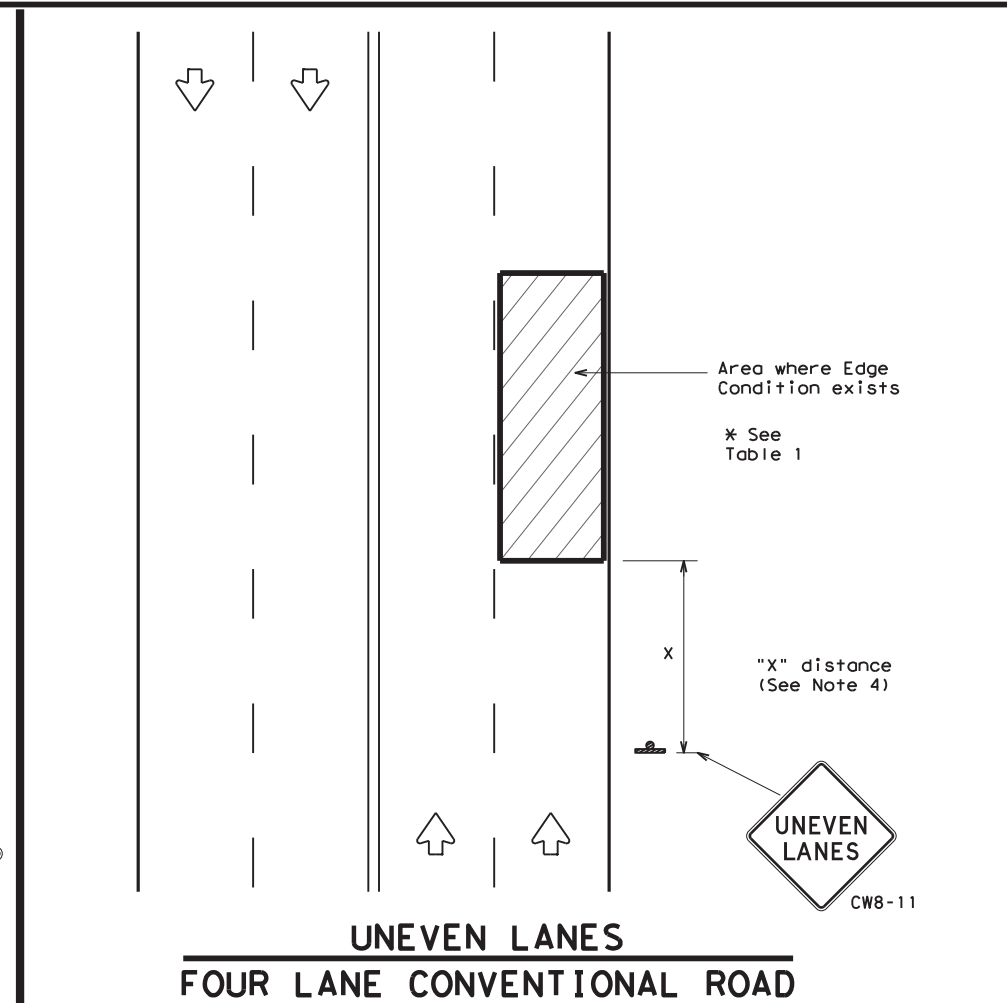 Area where Edge
Condition exists
* See
Table 1
X
"X" distance
(See Note 4)
UNEVEN
LANES
CW8-11
UNEVEN LANES
FOUR LANE CONVENTIONAL ROAD